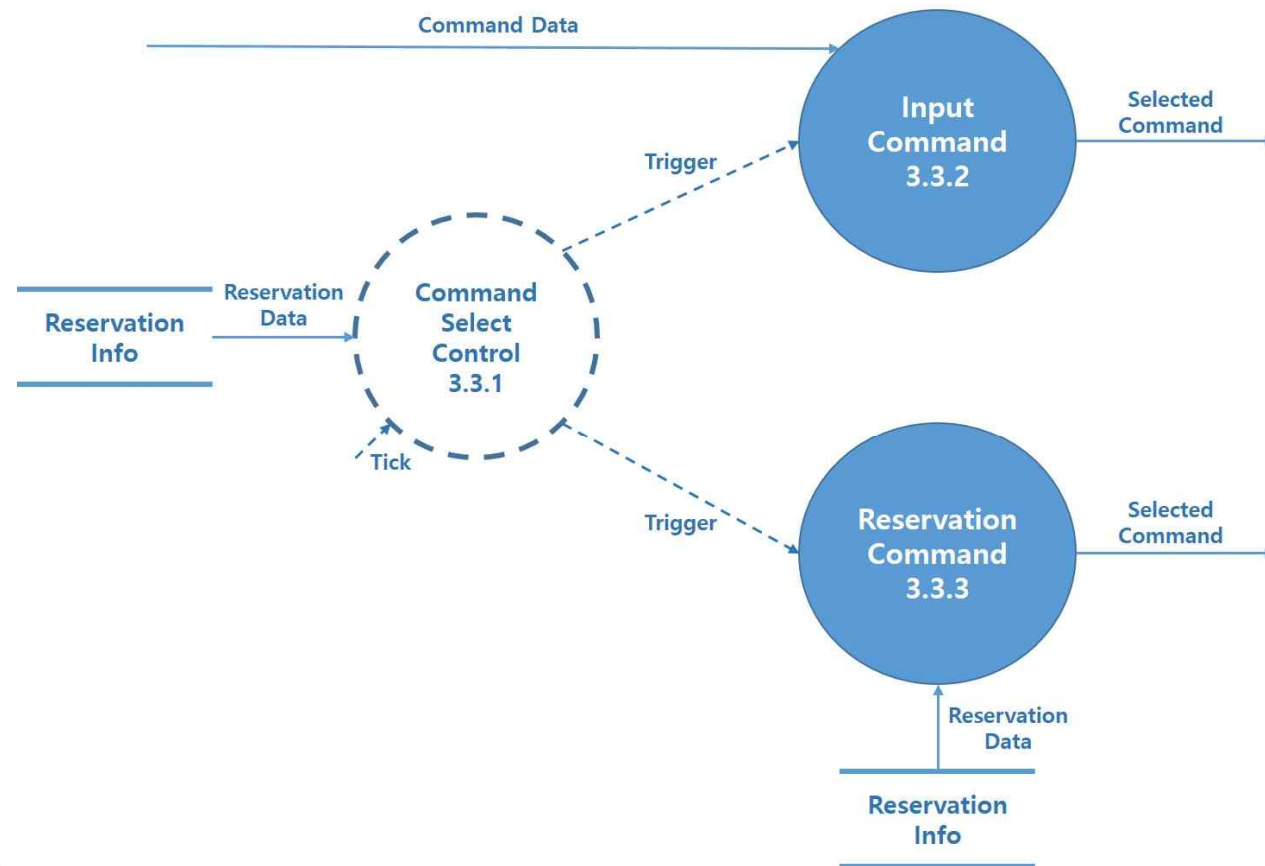 Command Data
Input
Command
3.3.2
Selected
Command
Trigger
Reservation
Info
Reservation
Data
Command
Select
Control
3.3.1
Tick
Trigger
Reservation
Command
3.3.3
Selected
Command
Reservation
Data
Reservation
Info